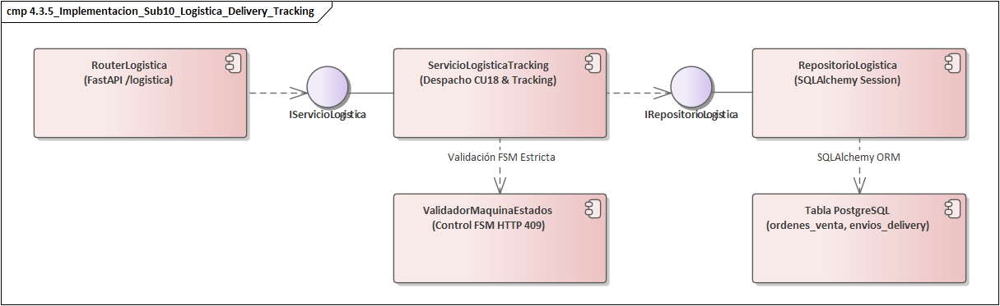 cmp 4.3.5_Implementacion_Sub10_Logistica_Delivery_Tracking
RouterLogistica
(FastAPI /logistica)
IServicioLogistica
ServicioLogisticaTracking
(Despacho CU18 & Tracking)
IRepositorioLogistica
RepositorioLogistica
(SQLAlchemy Session)
Validación FSM Estricta
SQLAlchemy ORM
ValidadorMaquinaEstados
(Control FSM HTTP 409)
Tabla PostgreSQL
(ordenes_venta, envios_delivery)